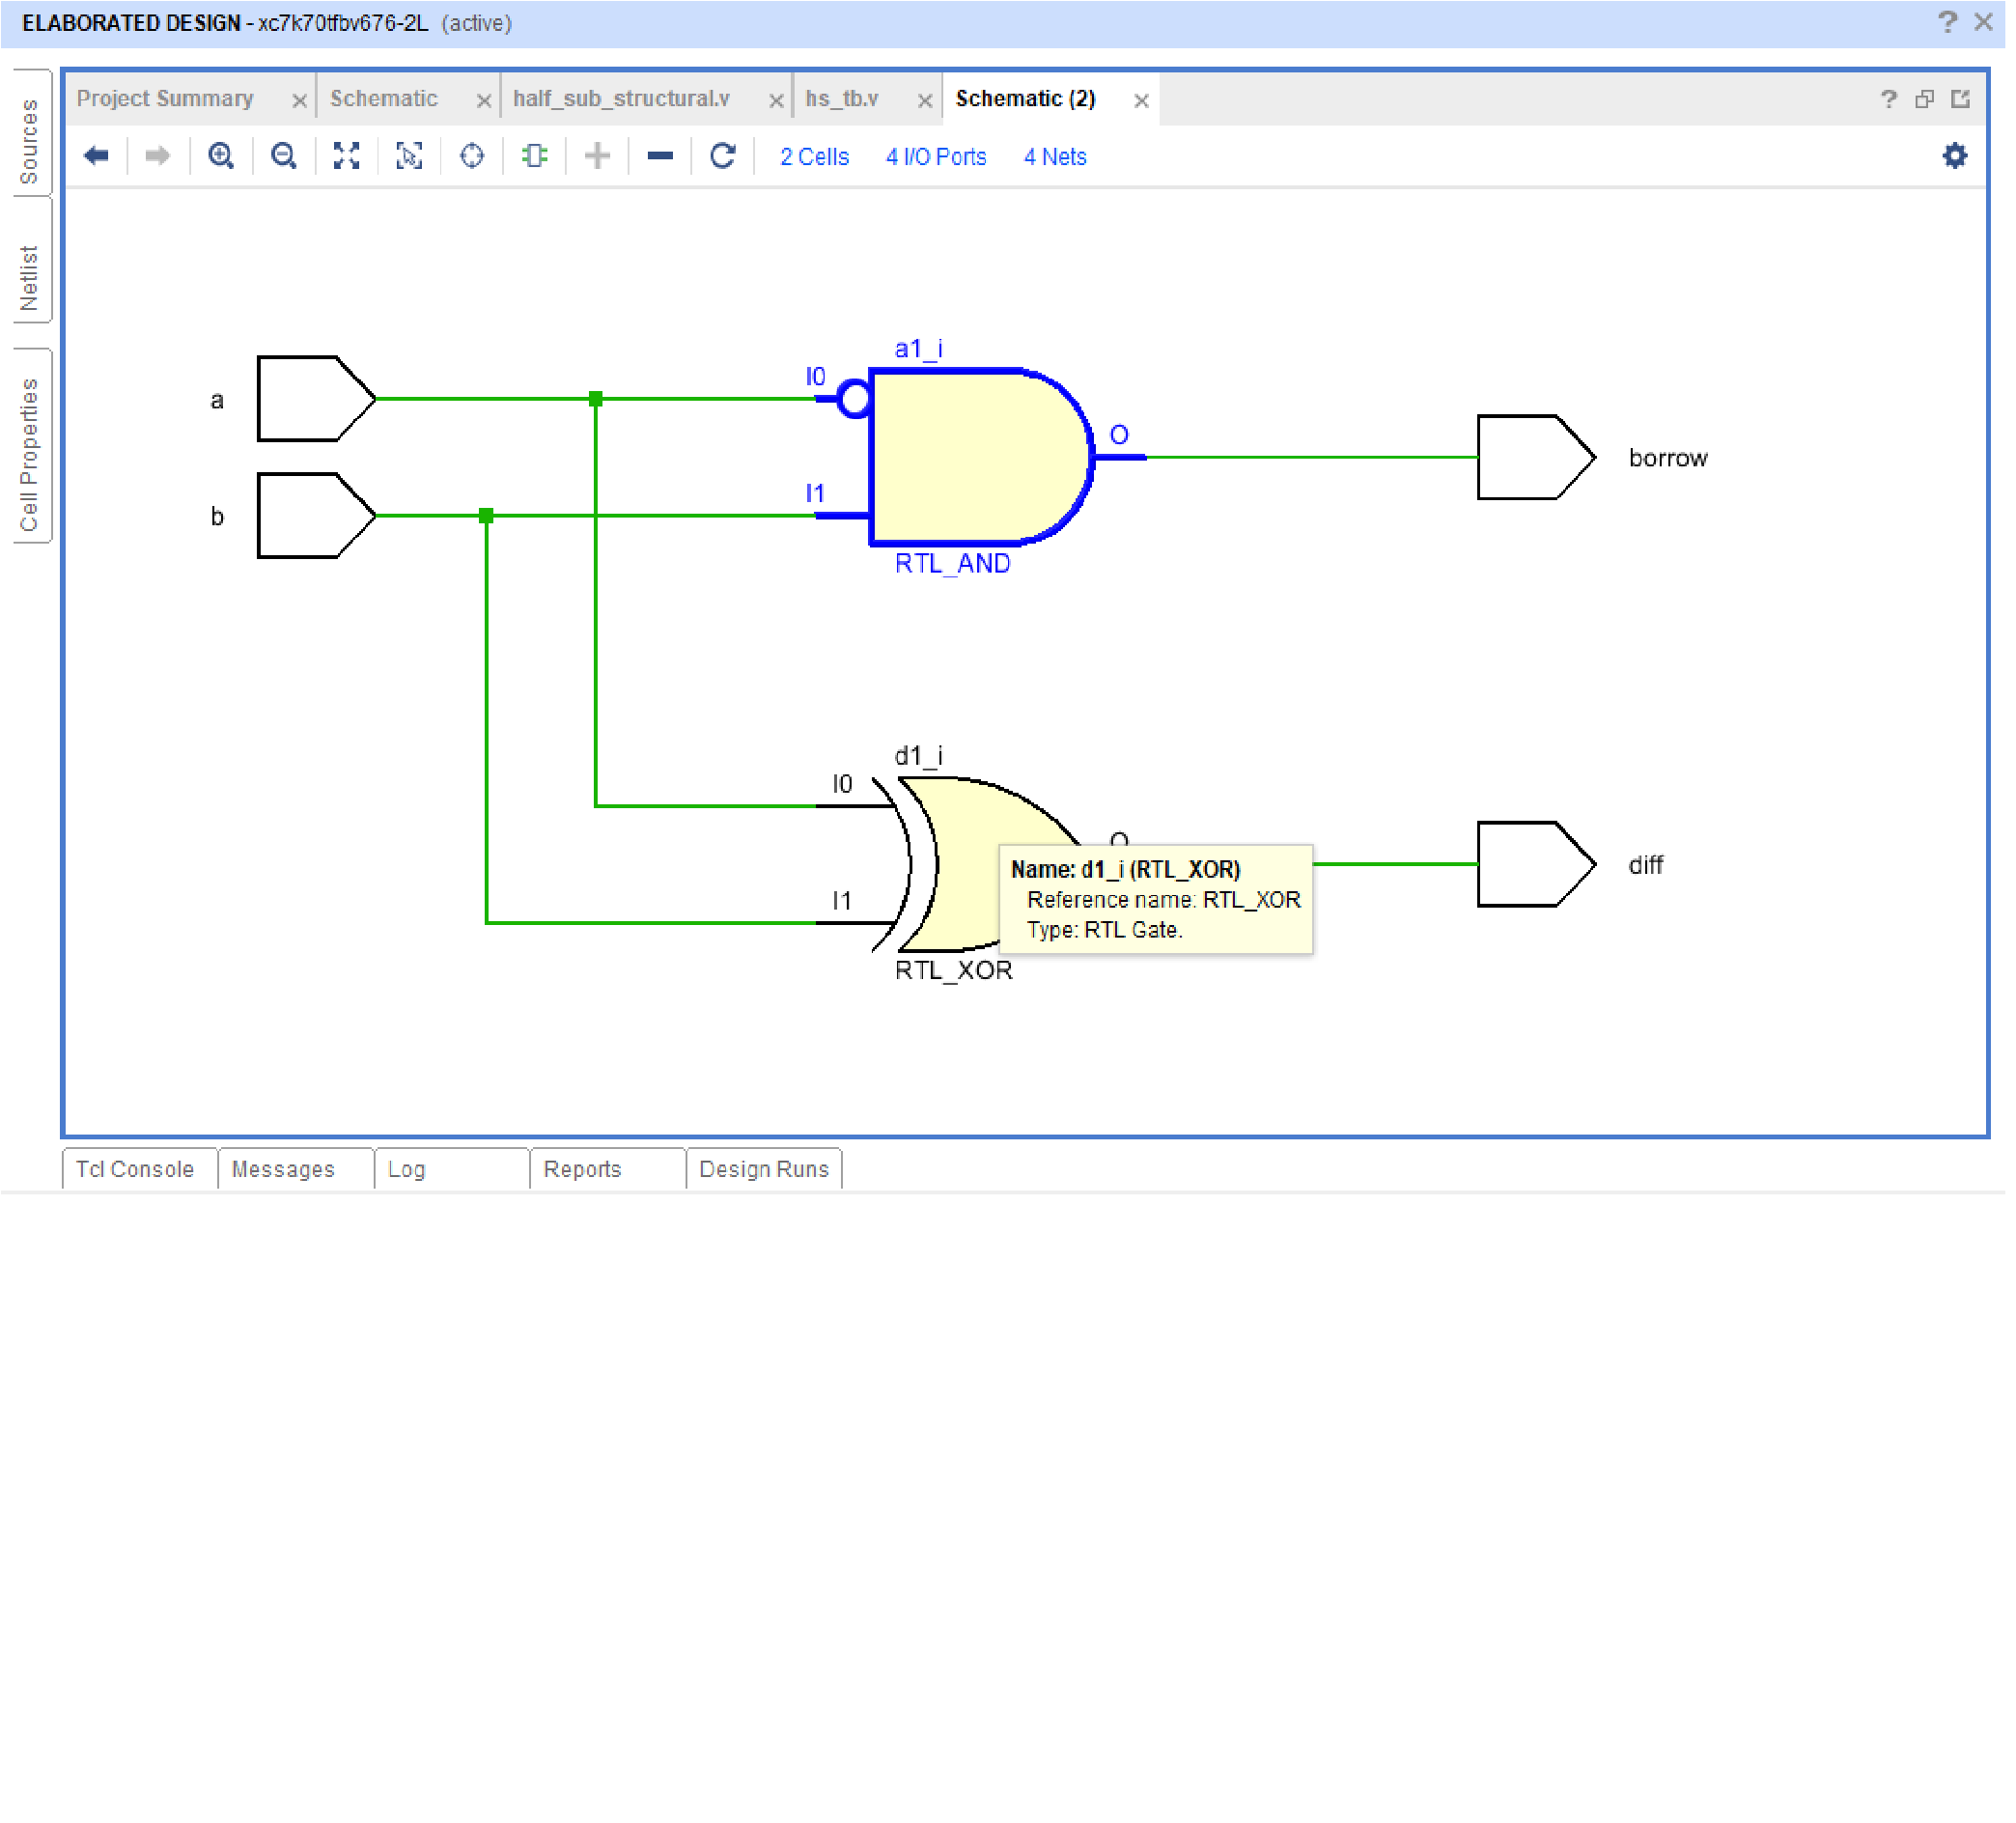 ELABORATED DESIGN - xc7k70tfbv676-2L (active)
Sources
Netlist
Cell Properties
Project Summary
Schematic
half_sub_structural.v
hs_tb.v
Schematic (2)
2 Cells
4 I/O Ports
4 Nets
a1_i
I0
a
O
borrow
I1
b
RTL_AND
d1_i
I0
O
Name: d1_i (RTL_XOR)
Reference name: RTL_XOR
Type: RTL Gate.
diff
I1
RTL_XOR
Tcl Console
Messages
Log
Reports
Design Runs